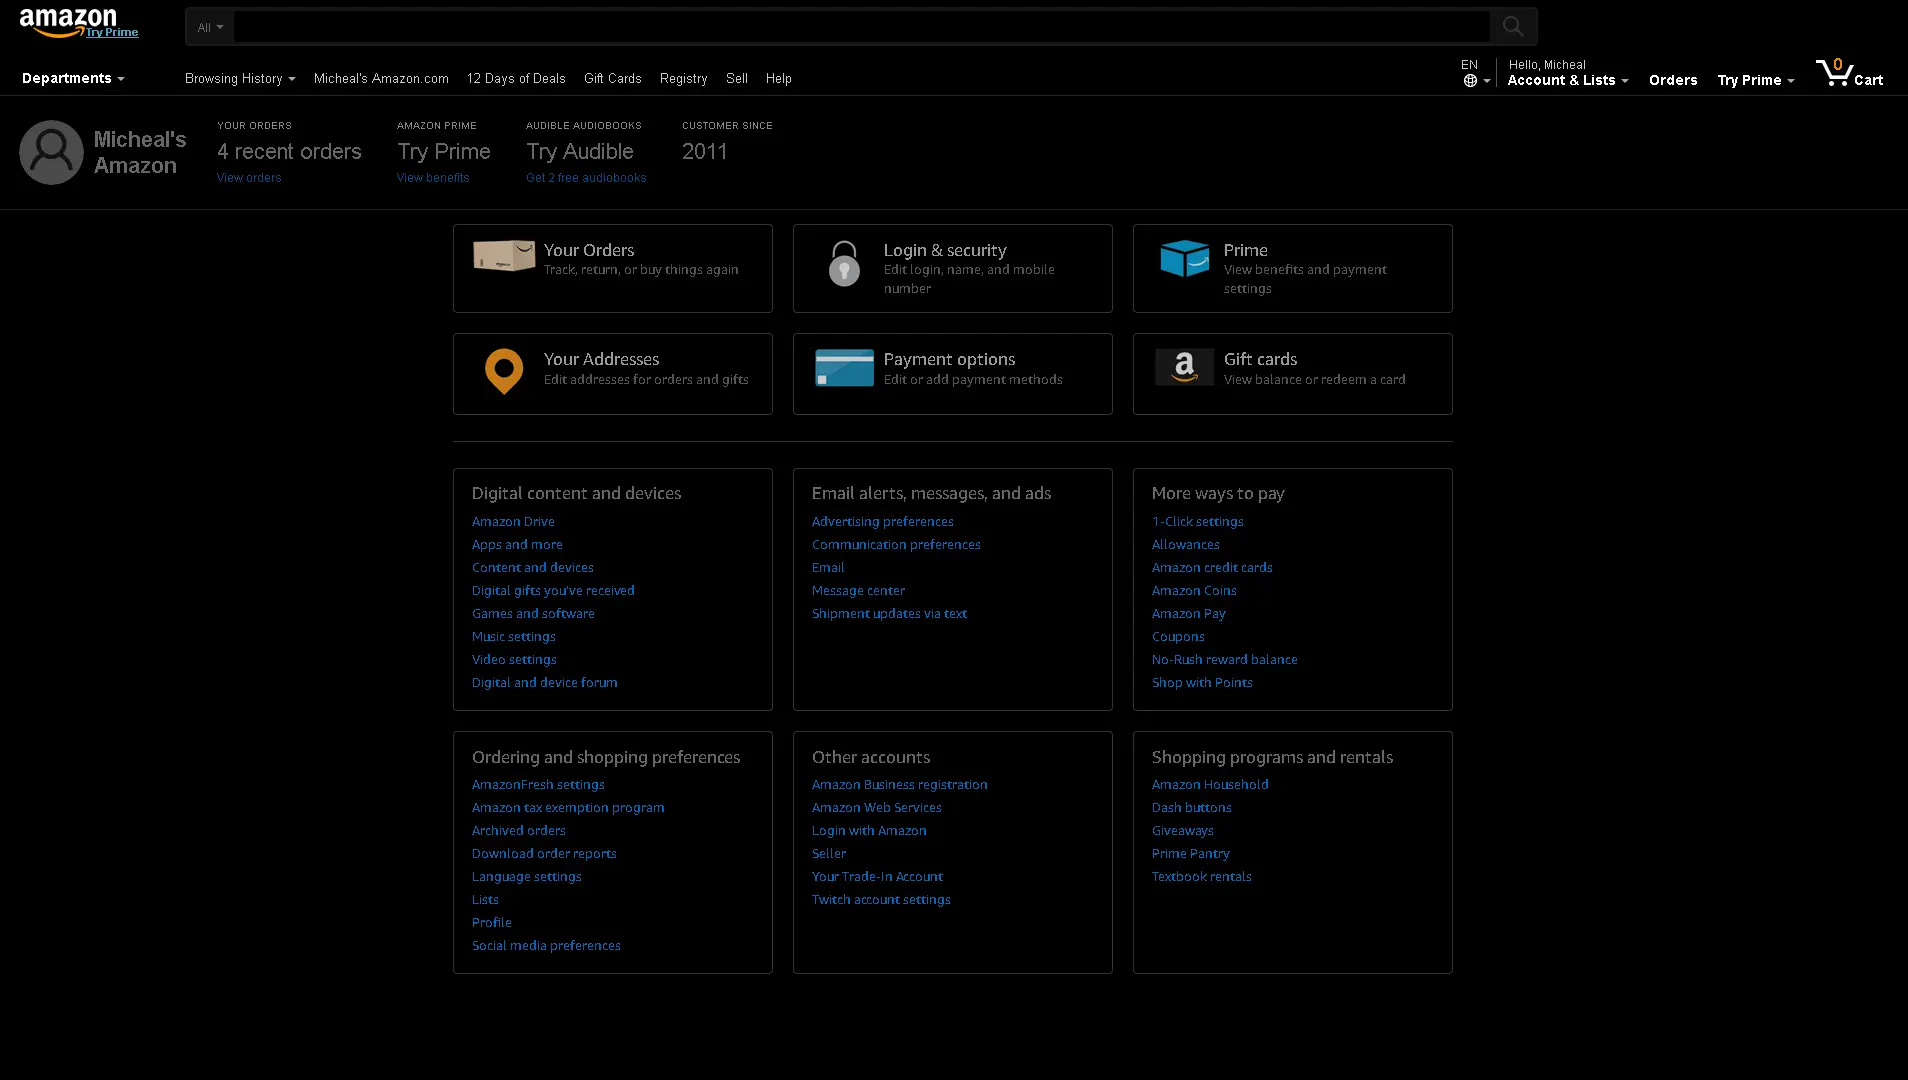 amazon
Try Prime
All
Departments
Browsing History
Micheal's Amazon.com
12 Days of Deals
Gift Cards
Registry
Sell
Help
EN
Hello, Micheal
Account & Lists
Orders
Try Prime
0
Cart
Micheal's
Amazon
YOUR ORDERS
4 recent orders
View orders
AMAZON PRIME
Try Prime
View benefits
AUDIBLE AUDIOBOOKS
Try Audible
Get 2 free audiobooks
CUSTOMER SINCE
2011
Your Orders
Track, return, or buy things again
Login & security
Edit login, name, and mobile
number
Prime
View benefits and payment
settings
Your Addresses
Edit addresses for orders and gifts
Payment options
Edit or add payment methods
a
Gift cards
View balance or redeem a card
Digital content and devices
Amazon Drive
Apps and more
Content and devices
Digital gifts you've received
Games and software
Music settings
Video settings
Digital and device forum
Email alerts, messages, and ads
Advertising preferences
Communication preferences
Email
Message center
Shipment updates via text
More ways to pay
1-Click settings
Allowances
Amazon credit cards
Amazon Coins
Amazon Pay
Coupons
No-Rush reward balance
Shop with Points
Ordering and shopping preferences
AmazonFresh settings
Amazon tax exemption program
Archived orders
Download order reports
Language settings
Lists
Profile
Social media preferences
Other accounts
Amazon Business registration
Amazon Web Services
Login with Amazon
Seller
Your Trade-In Account
Twitch account settings
Shopping programs and rentals
Amazon Household
Dash buttons
Giveaways
Prime Pantry
Textbook rentals